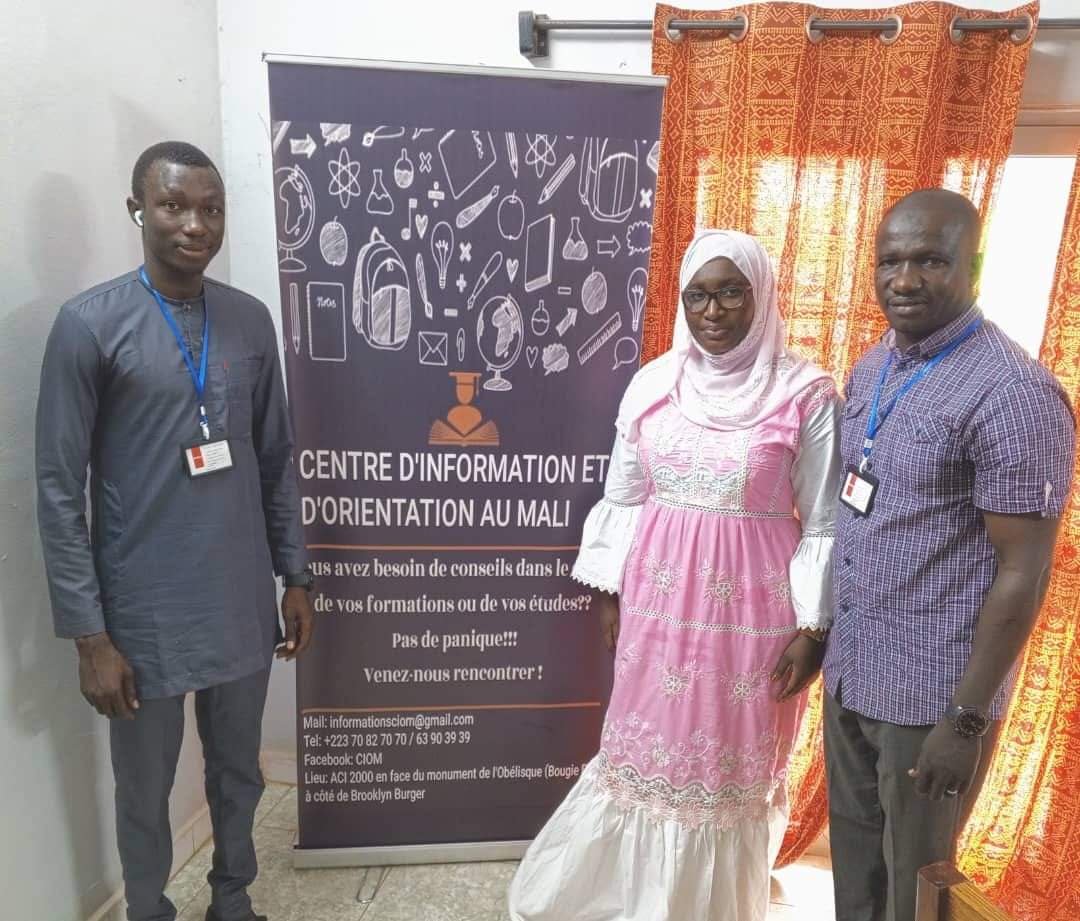 Notes
CENTRE D'INFORMATION ET
D'ORIENTATION AU MALI
avez besoin de conseils dans le
de vos formations ou de vos études??
Pas de panique!!!
Venez-nous rencontrer !
Mail: informationsciom@gmail.com
Tel: +223 70 82 70 70 / 63 90 39 39
Facebook: CIOM
Lieu: ACI 2000 en face du monument de l'Obélisque (Bougie
à côté de Brooklyn Burger